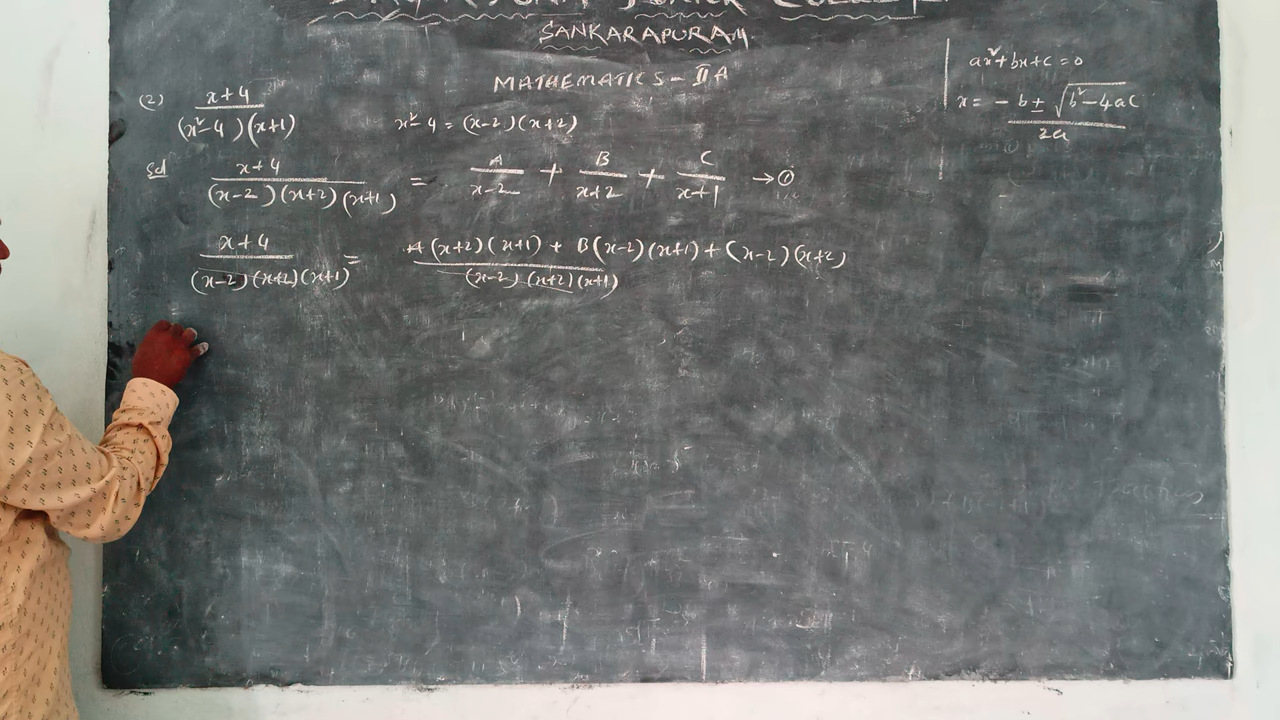 SANKARAPURAM
MATHEMATICS - II A
ax²+bx+c=0
x = -b ± √b²-4ac / 2a
(2) x+4 / (x²-4)(x+1)
x²-4 = (x-2)(x+2)
Sol x+4 / (x-2)(x+2)(x+1) = A / x-2 + B / x+2 + C / x+1 → ①
x+4 / (x-2)(x+2)(x+1) = A(x+2)(x+1) + B(x-2)(x+1) + C(x-2)(x+2) / (x-2)(x+2)(x+1)